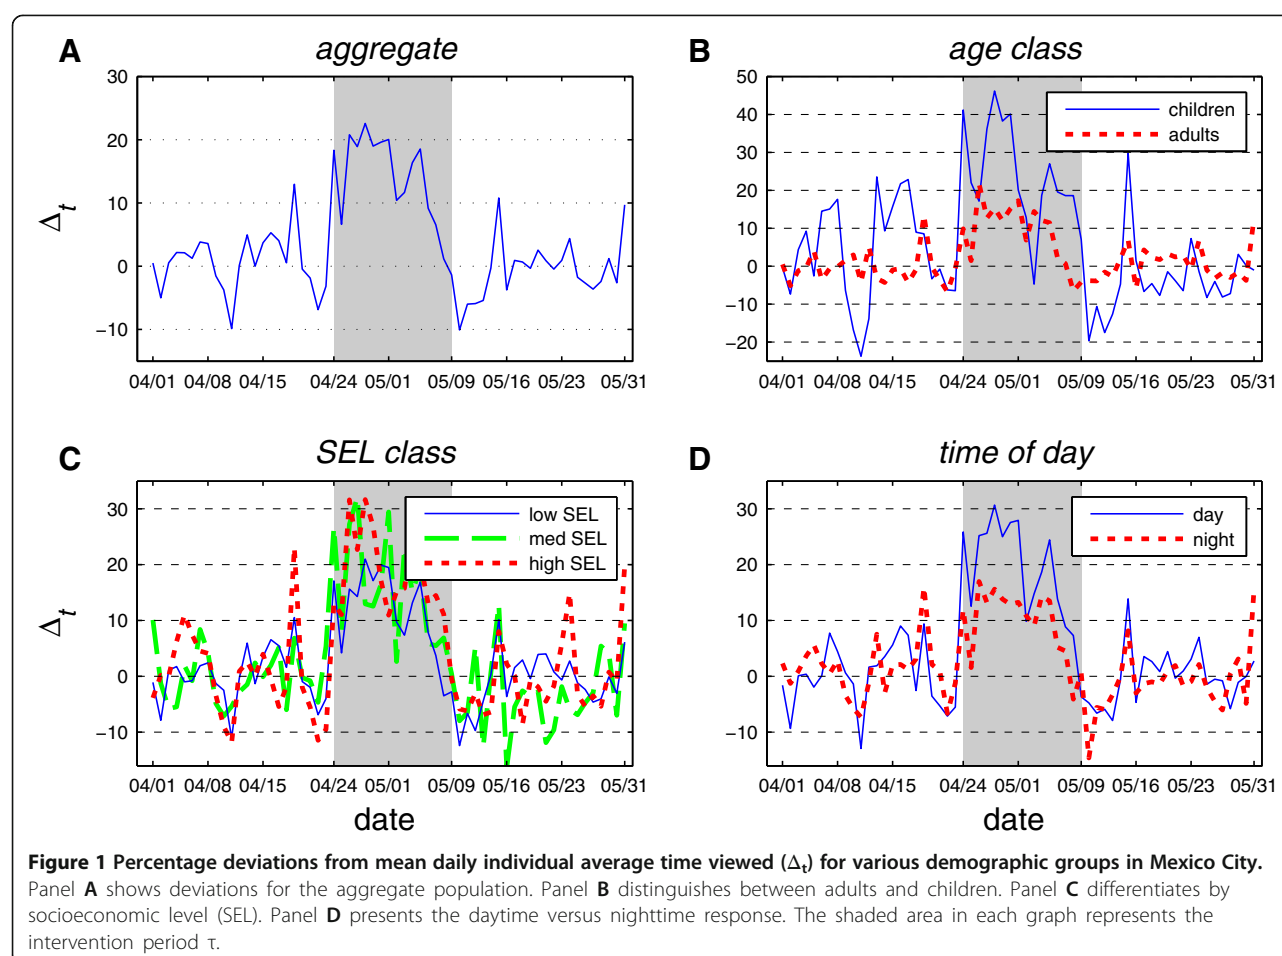 A
aggregate
30
20
10
0
−10
Δt
04/01 04/08 04/15 04/24 05/01 05/09 05/16 05/23 05/31
B
age class
50
40
30
20
10
0
−10
−20
children
adults
04/01 04/08 04/15 04/24 05/01 05/09 05/16 05/23 05/31
C
SEL class
30
20
10
0
−10
Δt
low SEL
med SEL
high SEL
04/01 04/08 04/15 04/24 05/01 05/09 05/16 05/23 05/31
date
D
time of day
30
20
10
0
−10
day
night
04/01 04/08 04/15 04/24 05/01 05/09 05/16 05/23 05/31
date
Figure 1 Percentage deviations from mean daily individual average time viewed (Δt) for various demographic groups in Mexico City.
Panel A shows deviations for the aggregate population. Panel B distinguishes between adults and children. Panel C differentiates by
socioeconomic level (SEL). Panel D presents the daytime versus nighttime response. The shaded area in each graph represents the
intervention period τ.